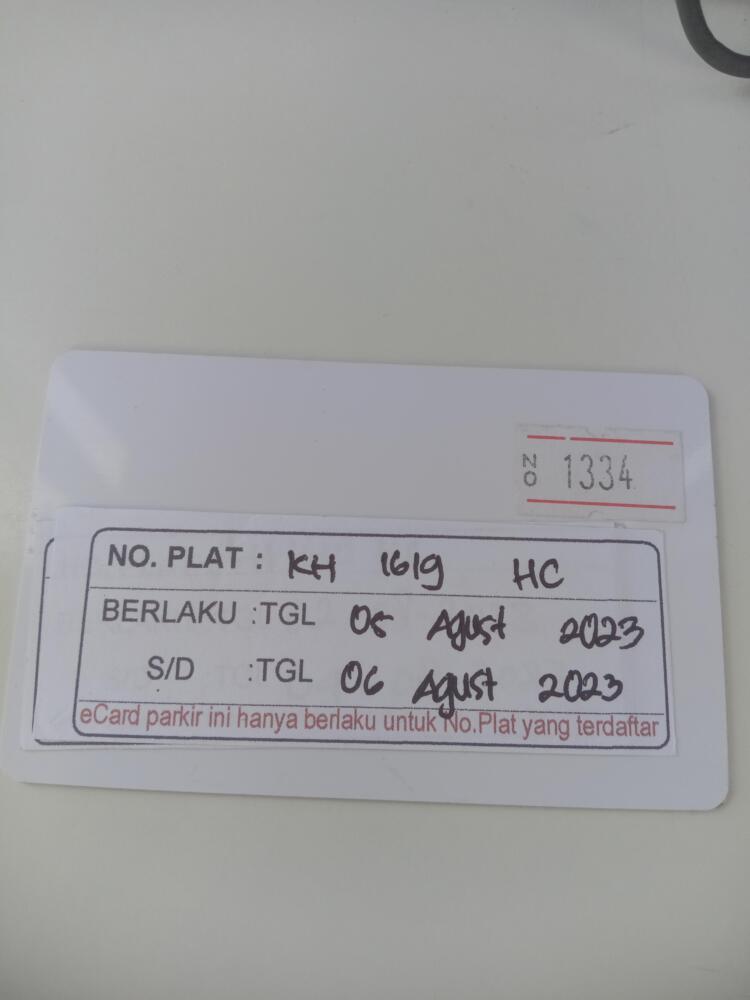 NO 1334
NO. PLAT : KH 1619 HC
BERLAKU :TGL 05 Agust 2023
S/D :TGL 06 Agust 2023
eCard parkir ini hanya berlaku untuk No.Plat yang terdaftar